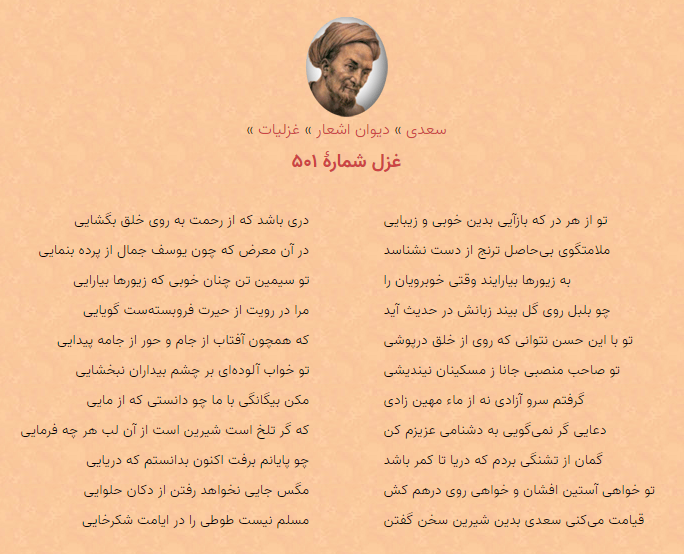 سعدی » دیوان اشعار » غزلیات »
غزل شمارهٔ ۵۰۱
تو از هر در که بازآیی بدین خوبی و زیبایی دری باشد که از رحمت به روی خلق بگشایی
ملامتگوی بی‌حاصل ترنج از دست نشناسد در آن معرض که چون یوسف جمال از پرده بنمایی
به زیورها بیارایند وقتی خوبرویان را تو سیمین تن چنان خوبی که زیورها بیارایی
چو بلبل روی گل بیند زبانش در حدیث آید مرا در رویت از حیرت فروبسته‌ست گویایی
تو با این حسن نتوانی که روی از خلق درپوشی که همچون آفتاب از جام و حور از جامه پیدایی
تو صاحب منصبی جانا ز مسکینان نیندیشی تو خواب آلوده‌ای بر چشم بیداران نبخشایی
گرفتم سرو آزادی نه از ماء مهین زادی مکن بیگانگی با ما چو دانستی که از مایی
دعایی گر نمی‌گویی به دشنامی عزیزم کن که گر تلخ است شیرین است از آن لب هر چه فرمایی
گمان از تشنگی بردم که دریا تا کمر باشد چو پایانم برفت اکنون بدانستم که دریایی
تو خواهی آستین افشان و خواهی روی درهم کش مگس جایی نخواهد رفتن از دکان حلوایی
قیامت می‌کنی سعدی بدین شیرین سخن گفتن مسلم نیست طوطی را در ایامت شکرخایی